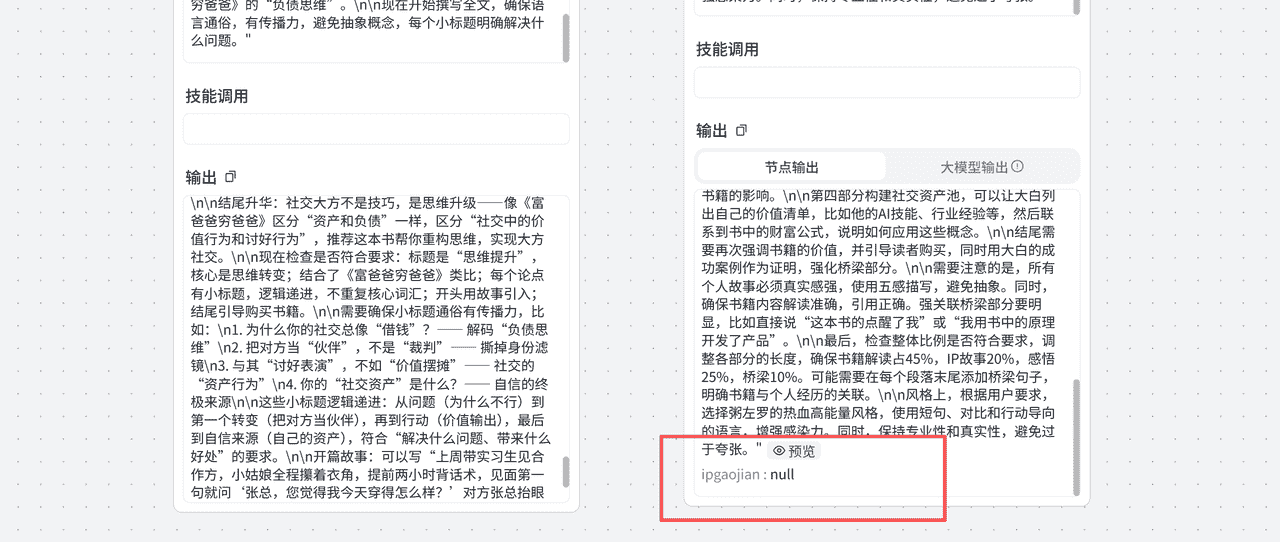 穷爸爸》的“负债思维”。\n\n现在开始撰写全文，确保语
言通俗，有传播力，避免抽象概念，每个小标题明确解决什
么问题。"
技能调用
输出
\n\n结尾升华：社交大方不是技巧，是思维升级——像《富
爸爸穷爸爸》区分“资产和负债”一样，区分“社交中的价
值行为和讨好行为”，推荐这本书帮你重构思维，实现大方
社交。\n\n现在检查是否符合要求：标题是“思维提升”，
核心是思维转变；结合了《富爸爸穷爸爸》类比；每个论点
有小标题，逻辑递进，不重复核心词汇；开头用故事引入；
结尾引导购买书籍。\n\n需要确保小标题通俗有传播力，比
如：\n1. 为什么你的社交总像“借钱”？—— 解码“负债思
维”\n2. 把对方当“伙伴”，不是“裁判”—— 撕掉身份滤
镜\n3. 与其“讨好表演”，不如“价值摆摊”—— 社交的
“资产行为”\n4. 你的“社交资产”是什么？—— 自信的终
极来源\n\n这些小标题逻辑递进：从问题（为什么不行）到
第一个转变（把对方当伙伴），再到行动（价值输出），最后
到自信来源（自己的资产），符合“解决什么问题、带来什么
好处”的要求。\n\n开篇故事：可以写“上周带实习生见合
作方，小姑娘全程攥着衣角，提前两小时背话术，见面第一
句就问‘张总，您觉得我今天穿得怎么样？’对方张总抬眼
技能调用
输出
节点输出
大模型输出
书籍的影响。\n\n第四部分构建社交资产池，可以让大白列
出自己的价值清单，比如他的AI技能、行业经验等，然后联
系到书中的财富公式，说明如何应用这些概念。\n\n结尾需
要再次强调书籍的价值，并引导读者购买，同时用大白的成
功案例作为证明，强化桥梁部分。\n\n需要注意的是，所有
个人故事必须真实感强，使用五感描写，避免抽象。同时，
确保书籍内容解读准确，引用正确。强关联桥梁部分要明
显，比如直接说“这本书的点醒了我”或“我用书中的原理
开发了产品”。\n\n最后，检查整体比例是否符合要求，调
整各部分的长度，确保书籍解读占45%，IP故事20%，感悟
25%，桥梁10%。可能需要在每个段落末尾添加桥梁句子，
明确书籍与个人经历的关联。\n\n风格上，根据用户要求，
选择粥左罗的热血高能量风格，使用短句、对比和行动导向
的语言，增强感染力。同时，保持专业性和真实性，避免过
于夸张。" 预览
ipgaojian : null